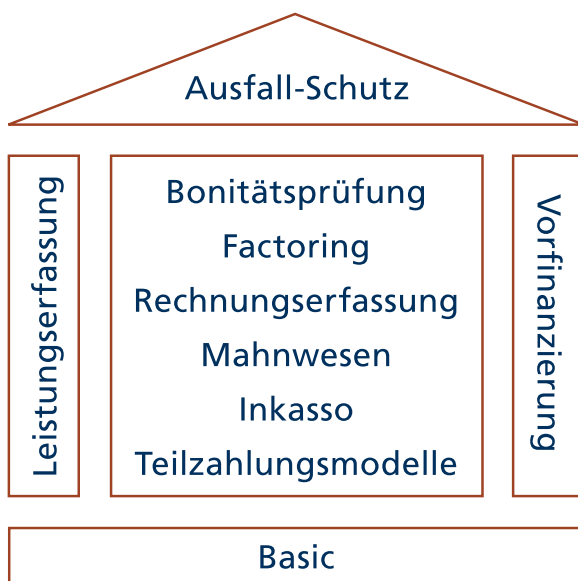 Ausfall-Schutz
Leistungserfassung
Bonitätsprüfung
Factoring
Rechnungserfassung
Mahnwesen
Inkasso
Teilzahlungsmodelle
Vorfinanzierung
Basic